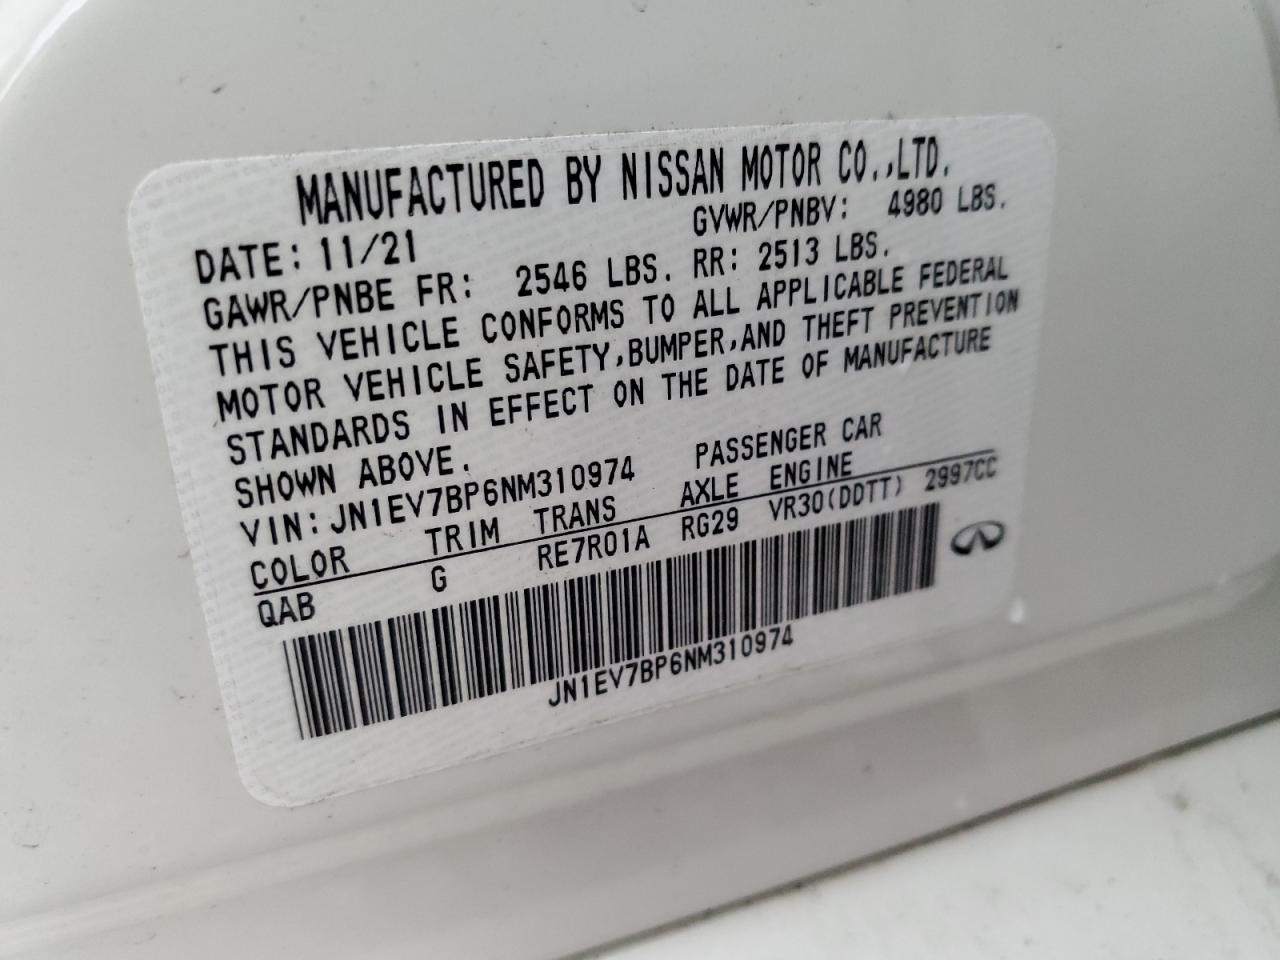 MANUFACTURED BY NISSAN MOTOR CO.,LTD.
DATE: 11/21 GVWR/PNBV: 4980 LBS.
GAWR/PNBE FR: 2546 LBS. RR: 2513 LBS.
THIS VEHICLE CONFORMS TO ALL APPLICABLE FEDERAL
MOTOR VEHICLE SAFETY,BUMPER,AND THEFT PREVENTION
STANDARDS IN EFFECT ON THE DATE OF MANUFACTURE
SHOWN ABOVE.
VIN: JN1EV7BP6NM310974 PASSENGER CAR
COLOR TRIM TRANS AXLE ENGINE
QAB G RE7R01A RG29 VR30(DDTT) 2997CC
JN1EV7BP6NM310974